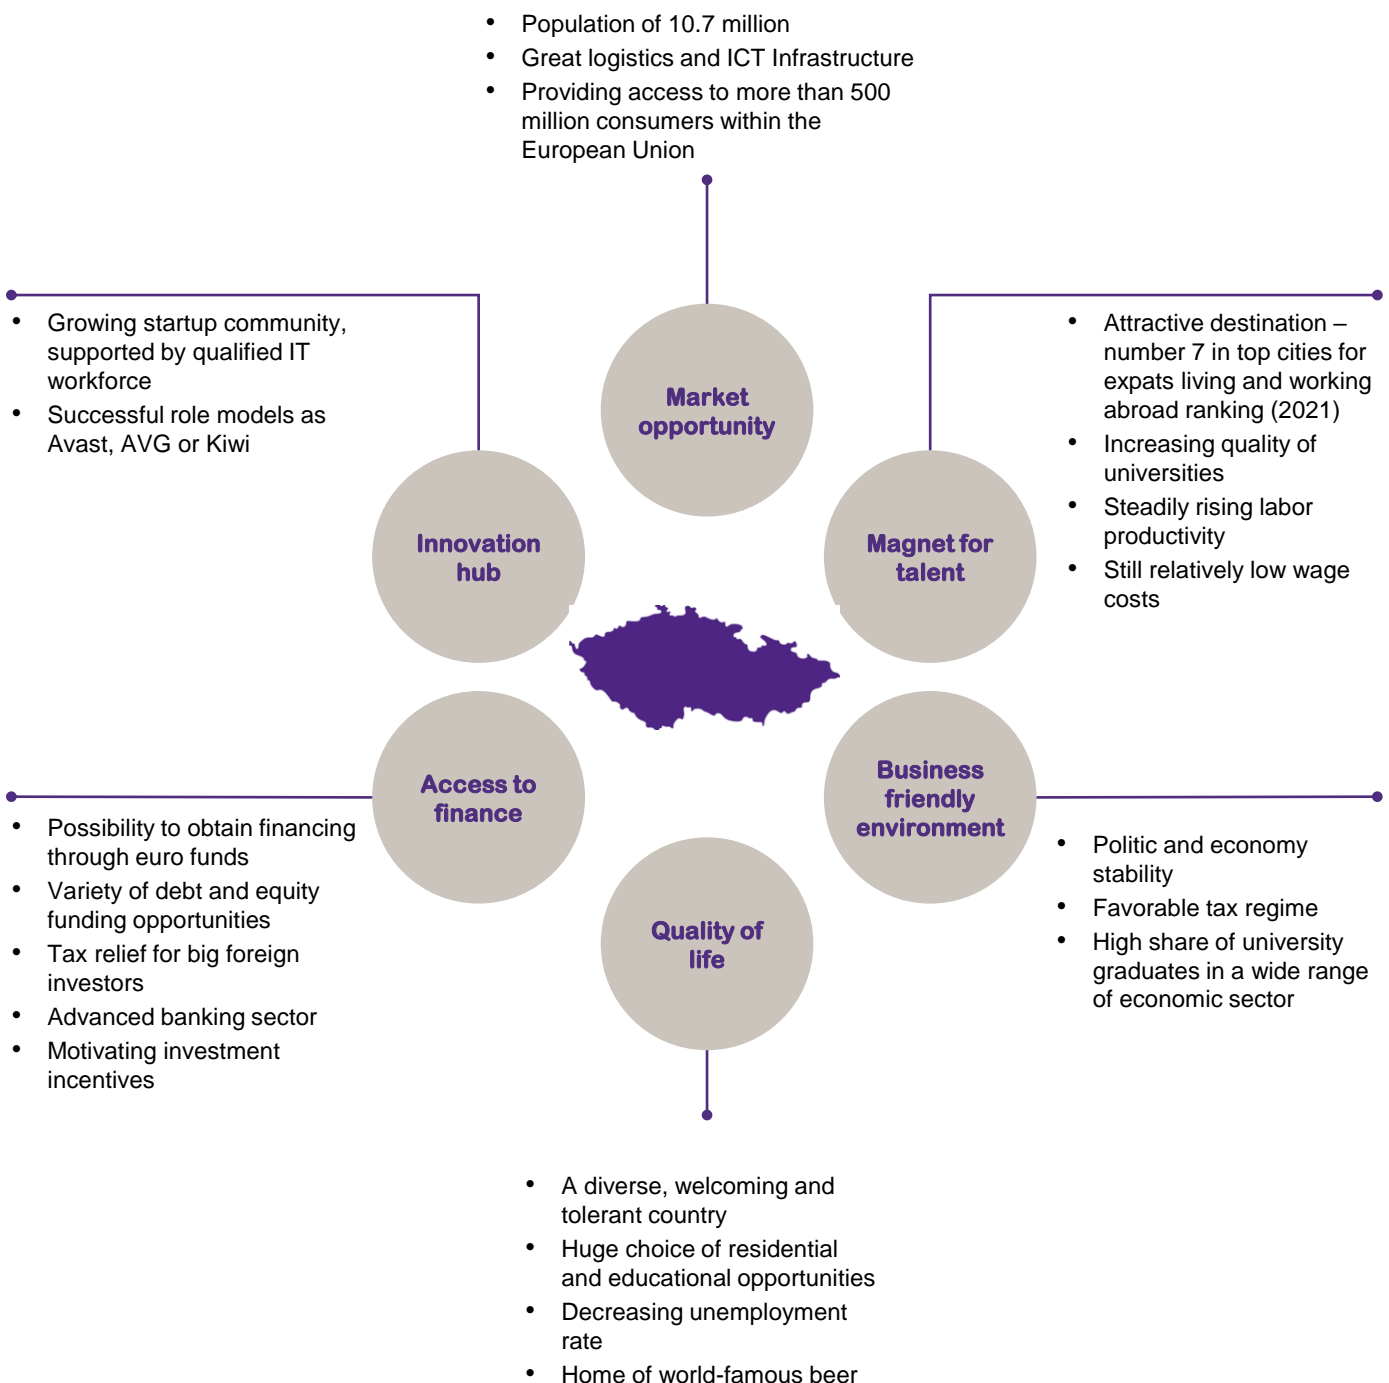 • Population of 10.7 million
• Great logistics and ICT Infrastructure
• Providing access to more than 500
million consumers within the
European Union
• Growing startup community,
supported by qualified IT
workforce
• Successful role models as
Avast, AVG or Kiwi
• Attractive destination –
number 7 in top cities for
expats living and working
abroad ranking (2021)
• Increasing quality of
universities
• Steadily rising labor
productivity
• Still relatively low wage
costs
Market
opportunity
Innovation
hub
Magnet for
talent
Access to
finance
Business
friendly
environment
Quality of
life
• Possibility to obtain financing
through euro funds
• Variety of debt and equity
funding opportunities
• Tax relief for big foreign
investors
• Advanced banking sector
• Motivating investment
incentives
• Politic and economy
stability
• Favorable tax regime
• High share of university
graduates in a wide range
of economic sector
• A diverse, welcoming and
tolerant country
• Huge choice of residential
and educational opportunities
• Decreasing unemployment
rate
• Home of world-famous beer